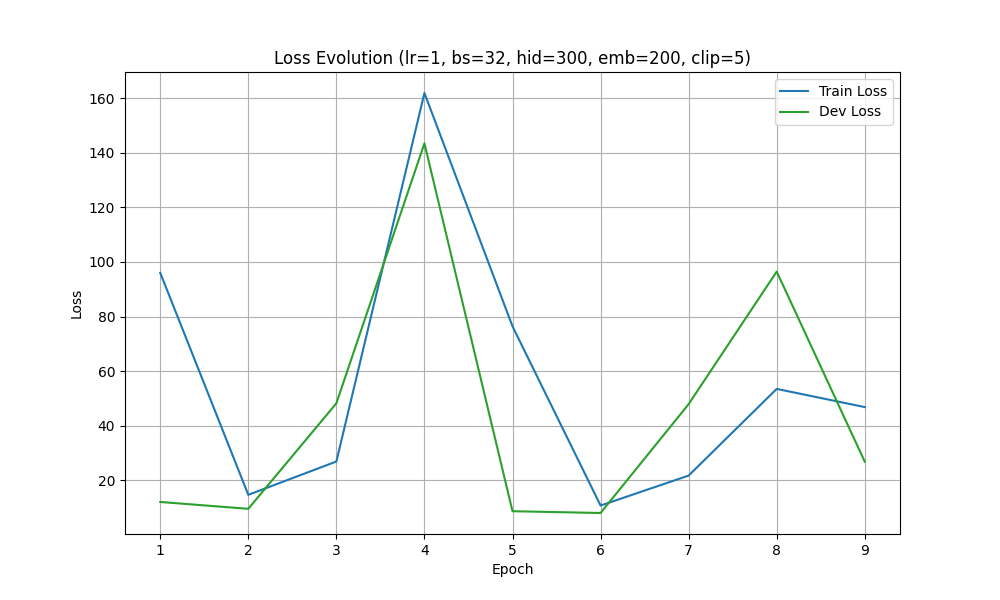 Loss Evolution (lr=1, bs=32, hid=300, emb=200, clip=5)
Train Loss
Dev Loss
160
140
120
100
80
60
40
20
Loss
1 2 3 4 5 6 7 8 9
Epoch